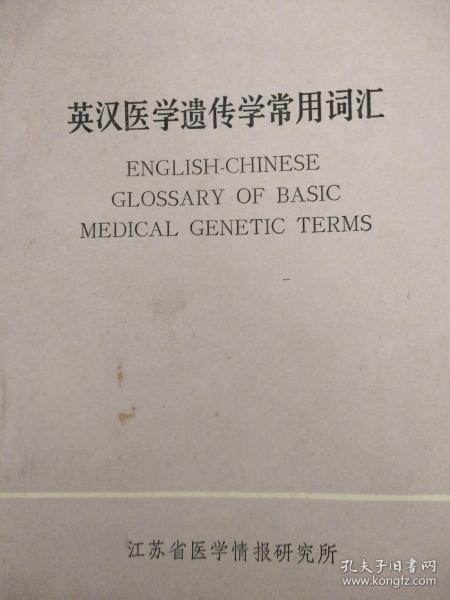 英汉医学遗传学常用词汇
ENGLISH-CHINESE
GLOSSARY OF BASIC
MEDICAL GENETIC TERMS
江苏省医学情报研究所
孔夫子旧书网
www.kongfz.com